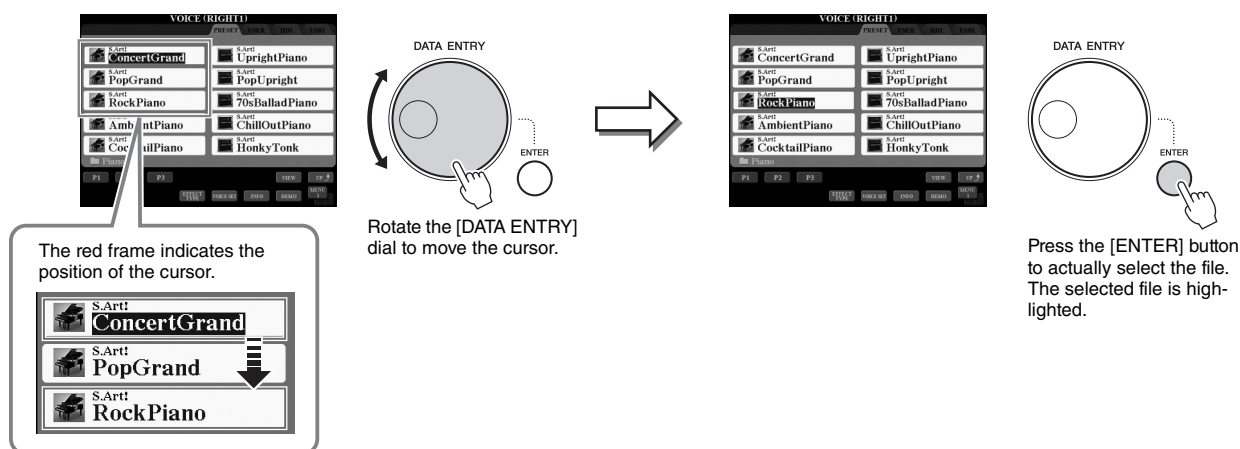 VOICE (RIGHT1)
PRESET USER HD1 USB1
S.Art!
ConcertGrand
S.Art!
UprightPiano
S.Art!
PopGrand
S.Art!
PopUpright
S.Art!
RockPiano
S.Art!
70sBalladPiano
AmbientPiano
S.Art!
ChillOutPiano
S.Art!
HonkyTonk
Piano
P1 P3 VIEW UP
EFFECT TYPE VOICE SET INFO DEMO MENU 1
The red frame indicates the
position of the cursor.
S.Art!
ConcertGrand
S.Art!
PopGrand
S.Art!
RockPiano
DATA ENTRY
ENTER
Rotate the [DATA ENTRY]
dial to move the cursor.
VOICE (RIGHT1)
PRESET USER HD1 USB1
S.Art!
ConcertGrand
S.Art!
UprightPiano
S.Art!
PopGrand
S.Art!
PopUpright
S.Art!
RockPiano
S.Art!
70sBalladPiano
S.Art!
AmbientPiano
S.Art!
ChillOutPiano
S.Art!
CocktailPiano
S.Art!
HonkyTonk
Piano
P1 P2 P3 VIEW UP
EFFECT TYPE VOICE SET INFO DEMO MENU 1
DATA ENTRY
ENTER
Press the [ENTER] button
to actually select the file.
The selected file is high-
lighted.